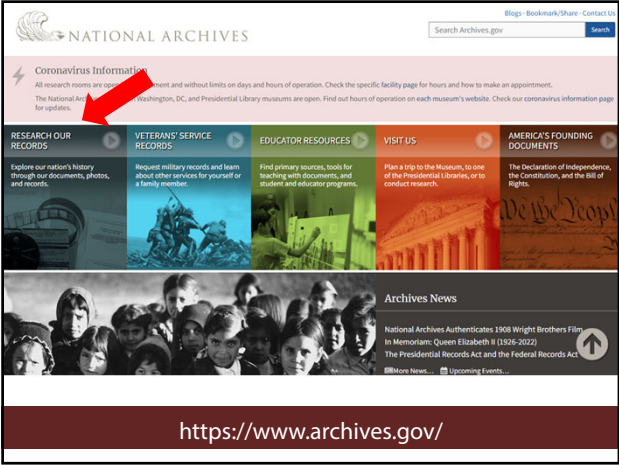 Blogs · Bookmark/Share · Contact Us
NATIONAL ARCHIVES
Search Archives.gov
Search
Coronavirus Information
All research rooms are open ment and without limits on days and hours of operation. Check the specific facility page for hours and how to make an appointment.
The National Washington, DC, and Presidential Library museums are open. Find out hours of operation on each museum's website. Check our coronavirus information page
for updates.
RESEARCH OUR
RECORDS
Explore our nation's history
through our documents, photos,
and records.
VETERANS' SERVICE
RECORDS
Request military records and learn
about other services for yourself or
a family member.
EDUCATOR RESOURCES
Find primary sources, tools for
teaching with documents, and
student and educator programs.
VISIT US
Plan a trip to the Museum, to one
of the Presidential Libraries, or to
conduct research.
AMERICA'S FOUNDING
DOCUMENTS
The Declaration of Independence,
the Constitution, and the Bill of
Rights.
We the Peopl
Archives News
National Archives Authenticates 1908 Wright Brothers Film
In Memoriam: Queen Elizabeth II (1926-2022)
The Presidential Records Act and the Federal Records Act
More News... Upcoming Events...
https://www.archives.gov/